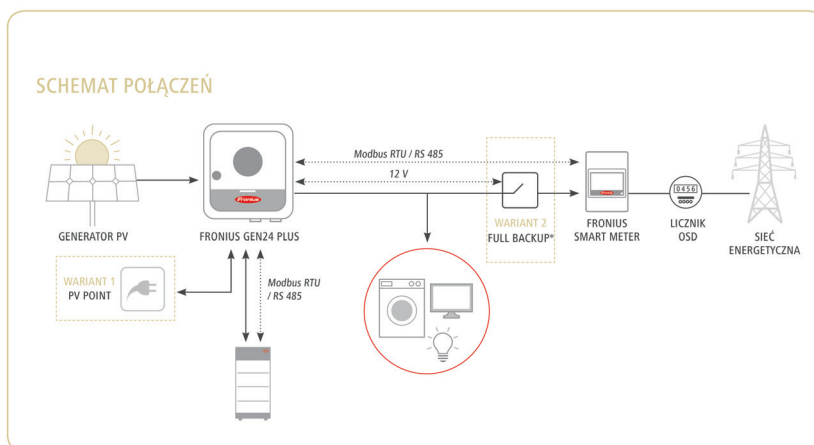 SCHEMAT POŁĄCZEŃ
Modbus RTU / RS 485
12 V
Fronius
0456
GENERATOR PV
FRONIUS GEN24 PLUS
WARIANT 2
FULL BACKUP*
FRONIUS
SMART METER
LICZNIK
OSD
SIEĆ
ENERGETYCZNA
WARIANT 1
PV POINT
Modbus RTU
/ RS 485